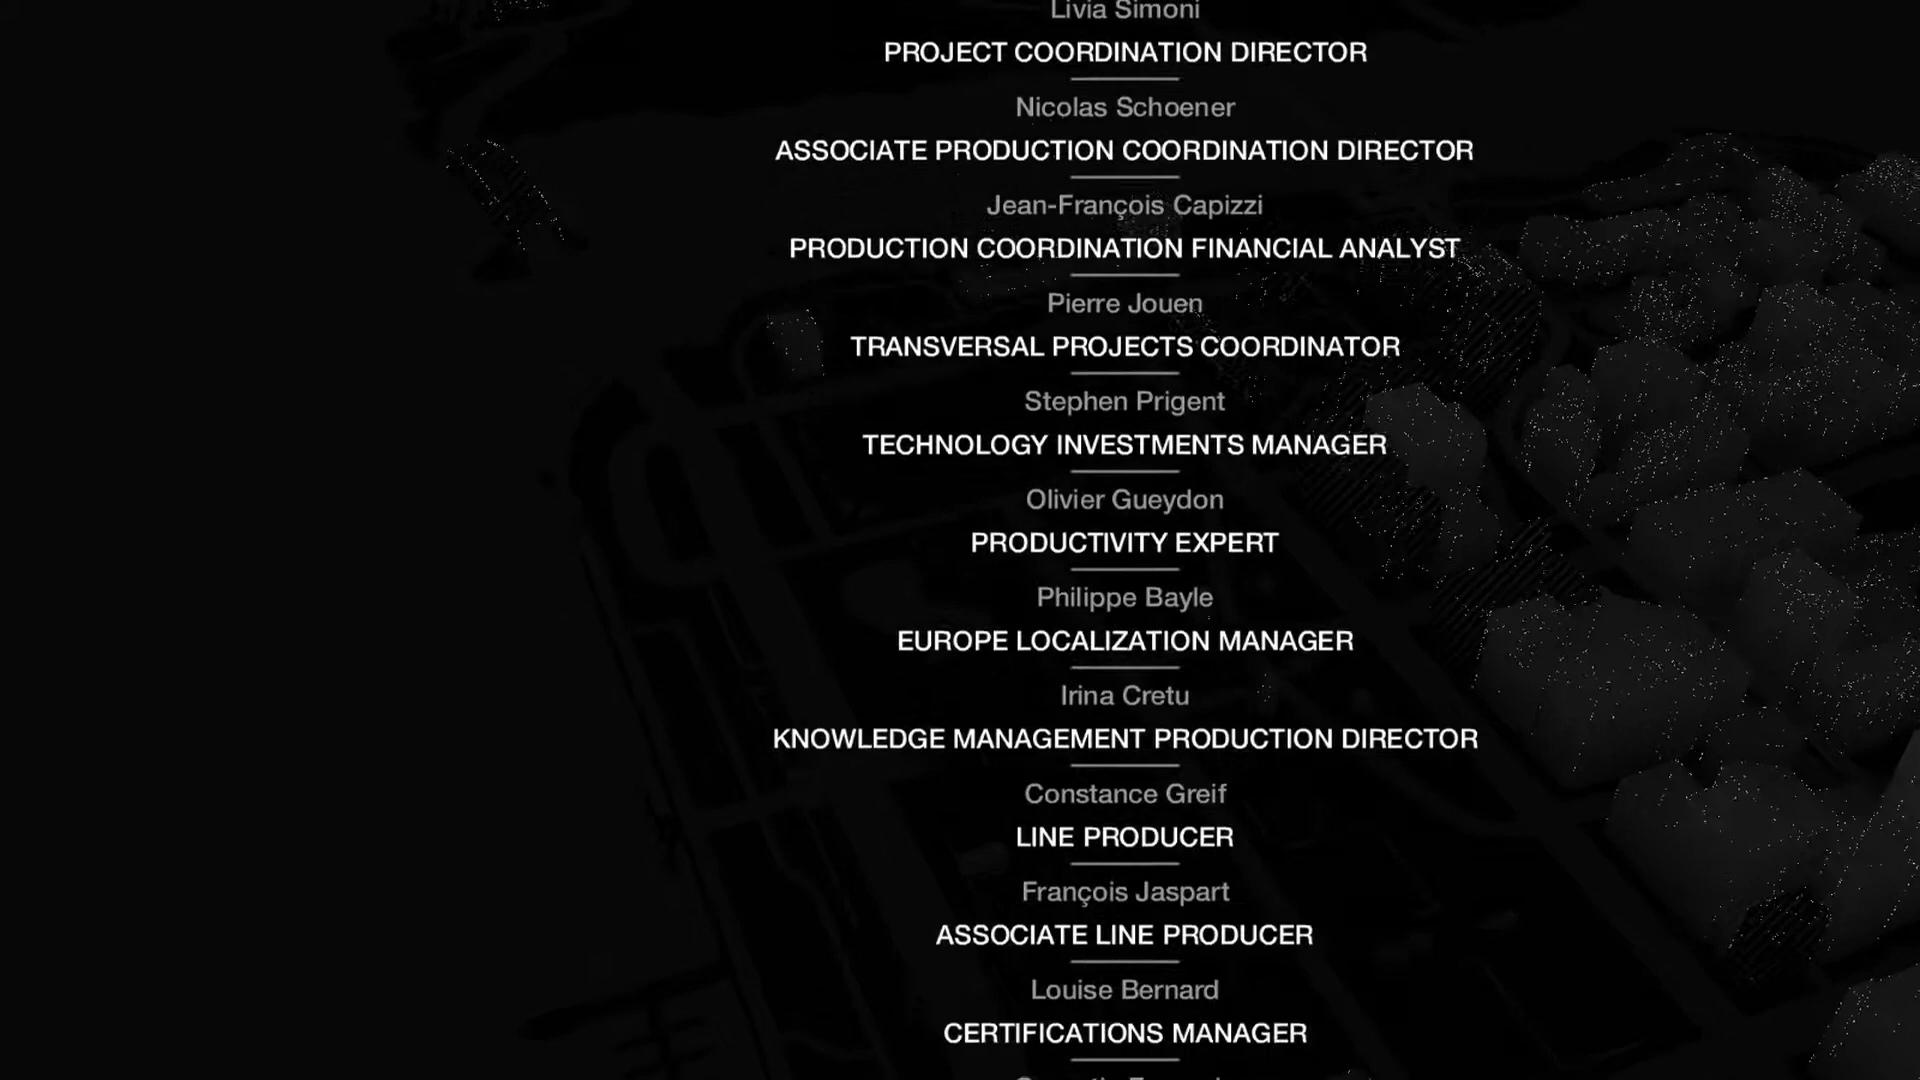 Livia Simoni
PROJECT COORDINATION DIRECTOR
Nicolas Schoener
ASSOCIATE PRODUCTION COORDINATION DIRECTOR
Jean-François Capizzi
PRODUCTION COORDINATION FINANCIAL ANALYST
Pierre Jouen
TRANSVERSAL PROJECTS COORDINATOR
Stephen Prigent
TECHNOLOGY INVESTMENTS MANAGER
Olivier Gueydon
PRODUCTIVITY EXPERT
Philippe Bayle
EUROPE LOCALIZATION MANAGER
Irina Cretu
KNOWLEDGE MANAGEMENT PRODUCTION DIRECTOR
Constance Greif
LINE PRODUCER
François Jaspart
ASSOCIATE LINE PRODUCER
Louise Bernard
CERTIFICATIONS MANAGER